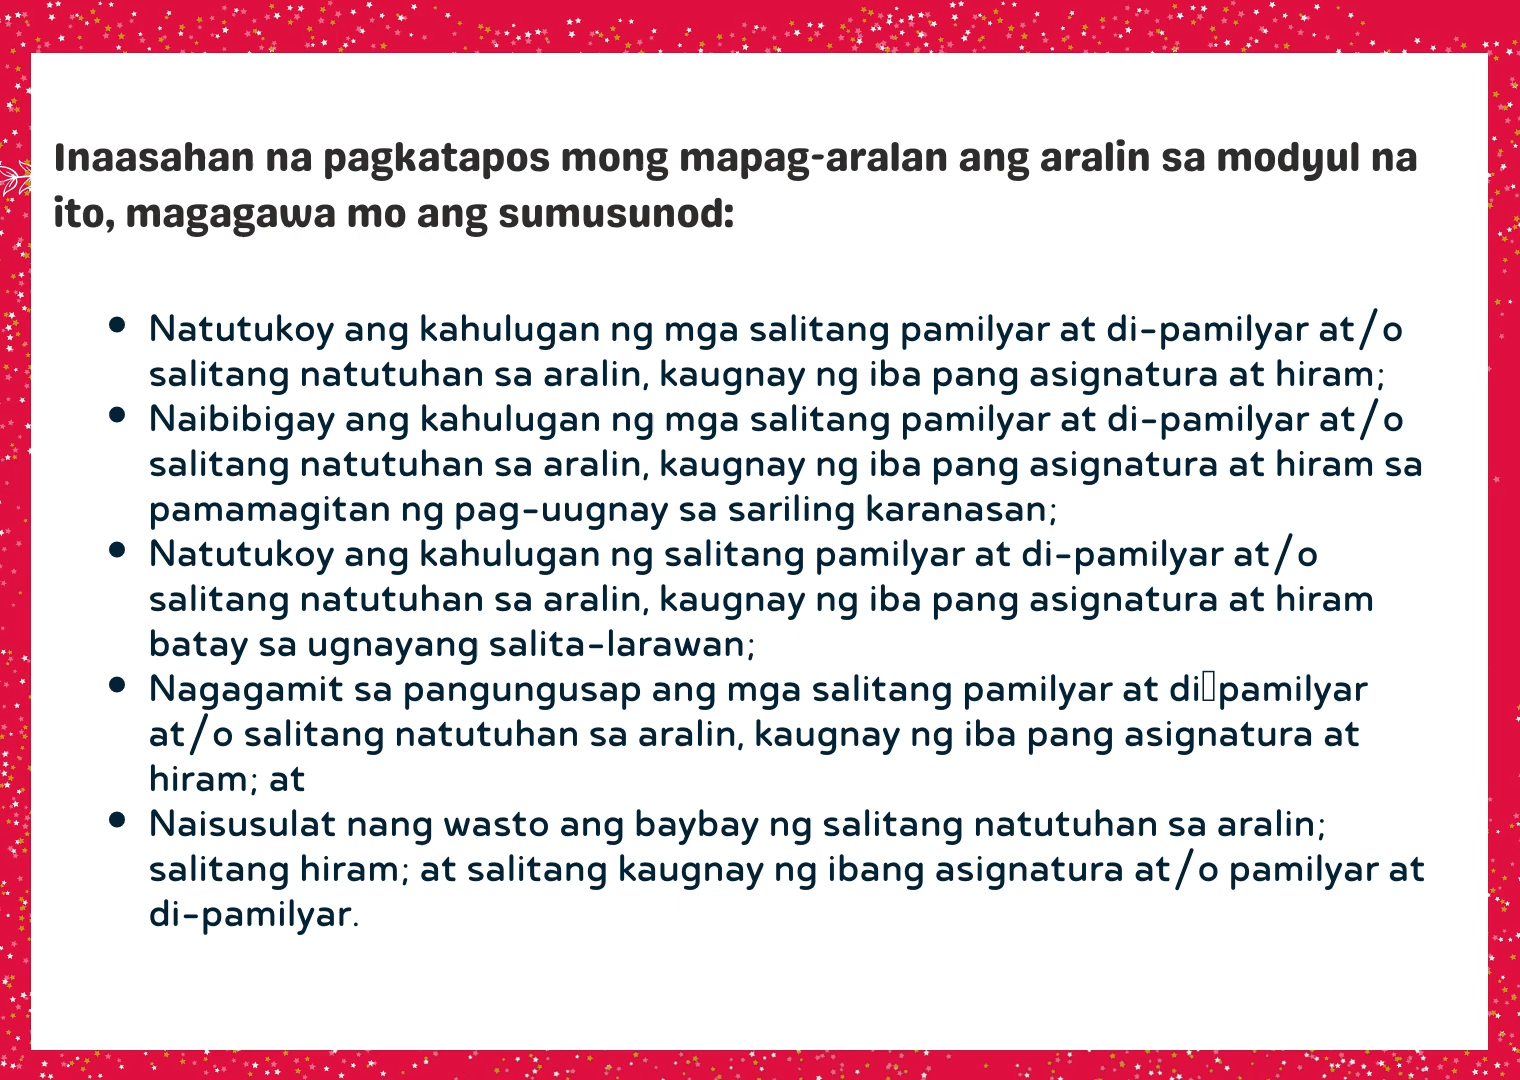 Inaasahan na pagkatapos mong mapag-aralan ang aralin sa modyul na
ito, magagawa mo ang sumusunod:
• Natutukoy ang kahulugan ng mga salitang pamilyar at di-pamilyar at/o
salitang natutuhan sa aralin, kaugnay ng iba pang asignatura at hiram;
• Naibibigay ang kahulugan ng mga salitang pamilyar at di-pamilyar at/o
salitang natutuhan sa aralin, kaugnay ng iba pang asignatura at hiram sa
pamamagitan ng pag-uugnay sa sariling karanasan;
• Natutukoy ang kahulugan ng salitang pamilyar at di-pamilyar at/o
salitang natutuhan sa aralin, kaugnay ng iba pang asignatura at hiram
batay sa ugnayang salita-larawan;
• Nagagamit sa pangungusap ang mga salitang pamilyar at di▯pamilyar
at/o salitang natutuhan sa aralin, kaugnay ng iba pang asignatura at
hiram; at
• Naisusulat nang wasto ang baybay ng salitang natutuhan sa aralin;
salitang hiram; at salitang kaugnay ng ibang asignatura at/o pamilyar at
di-pamilyar.